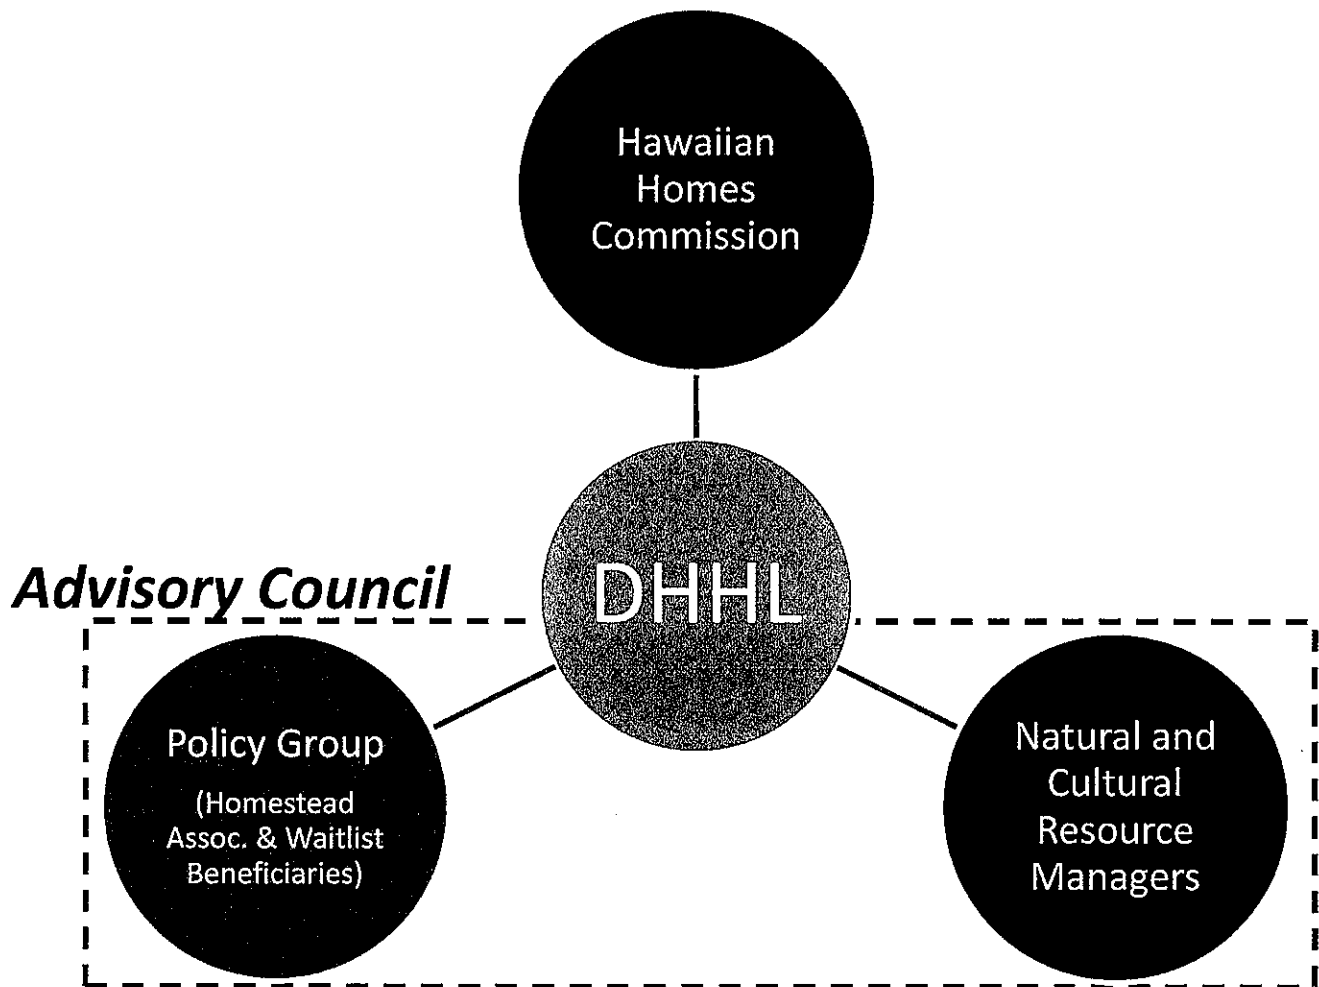 Hawaiian
Homes
Commission
DHHL
Advisory Council
Policy Group
(Homestead
Assoc. & Waitlist
Beneficiaries)
Natural and
Cultural
Resource
Managers